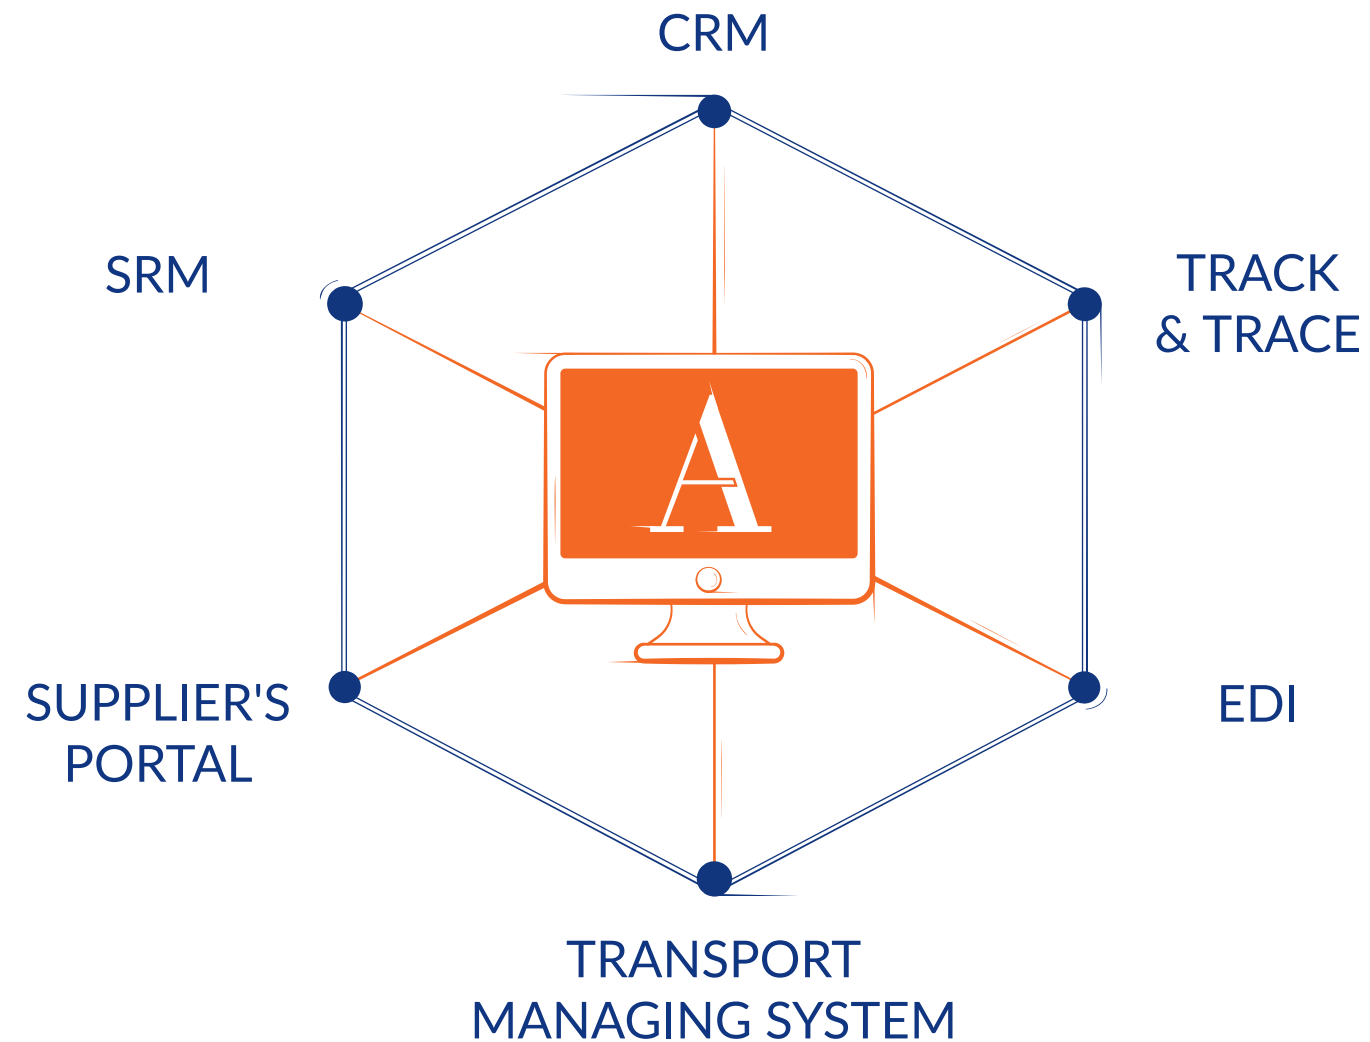 CRM
SRM
TRACK
& TRACE
A
SUPPLIER'S
PORTAL
EDI
TRANSPORT
MANAGING SYSTEM